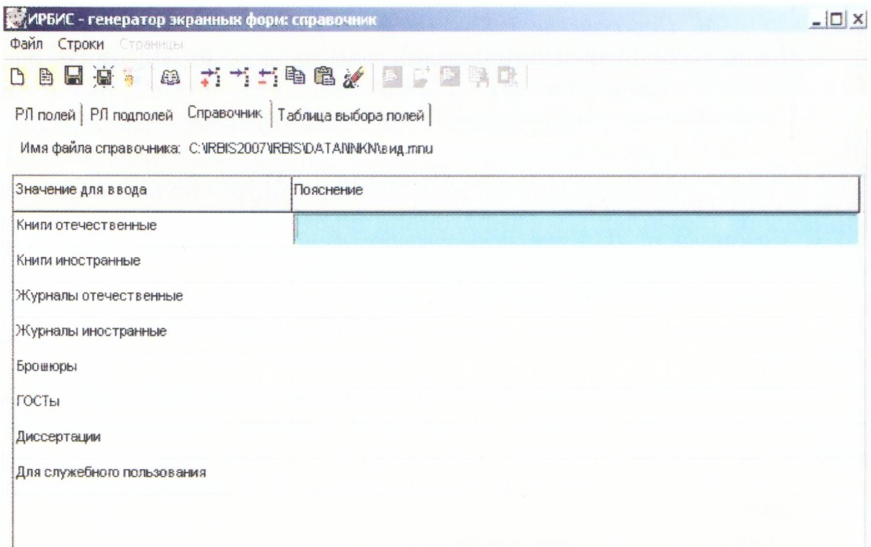 ИРБИС - генератор экранных форм: справочник
Файл Строки Страницы
РЛ полей РЛ подполей Справочник Таблица выбора полей
Имя файла справочника: C:\IRBIS2007\IRBIS\DATAI\NKN\вид.mnu
Значение для ввода Пояснение
Книги отечественные
Книги иностранные
Журналы отечественные
Журналы иностранные
Брошюры
ГОСТы
Диссертации
Для служебного пользования